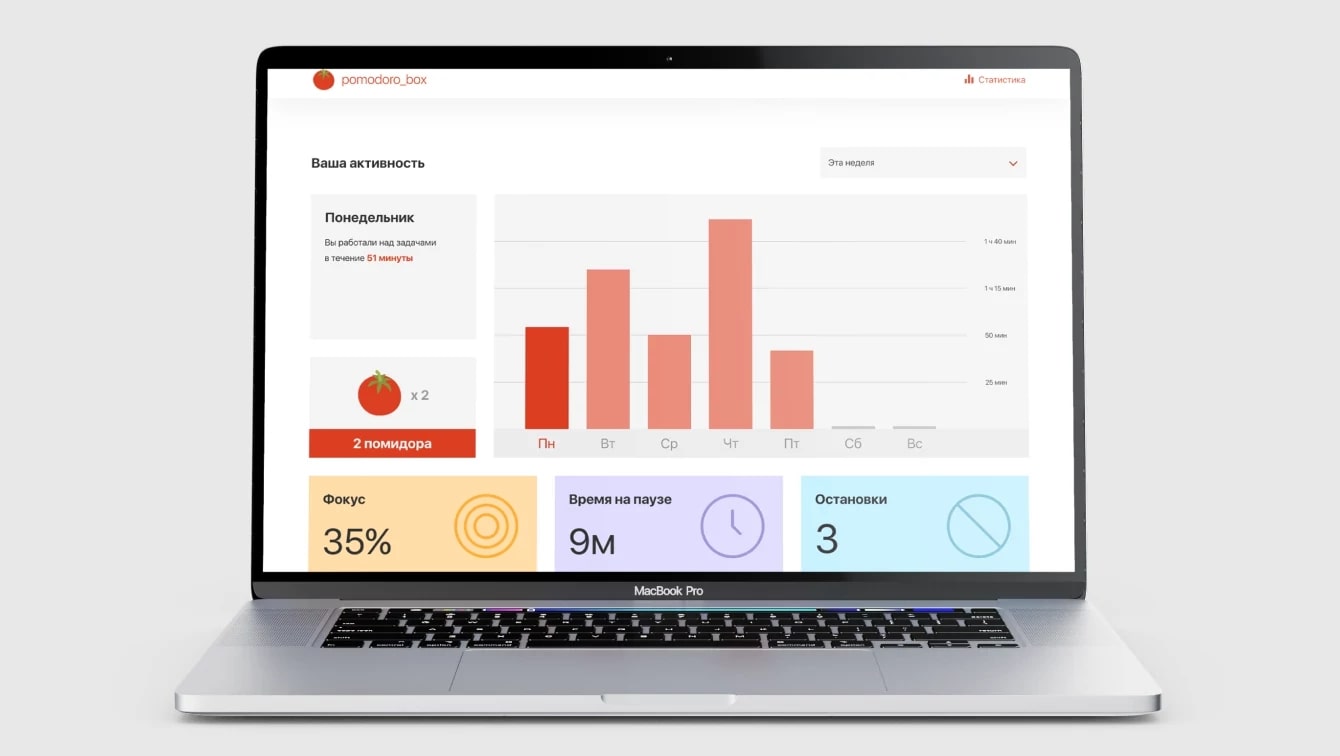 pomodoro_box
Статистика
Ваша активность
Эта неделя
Понедельник
Вы работали над задачами
в течение 51 минуты
x 2
2 помидора
1 ч 40 мин
1 ч 15 мин
50 мин
25 мин
Пн
Вт
Ср
Чт
Пт
Сб
Вс
Фокус
35%
Время на паузе
9м
Остановки
3
MacBook Pro